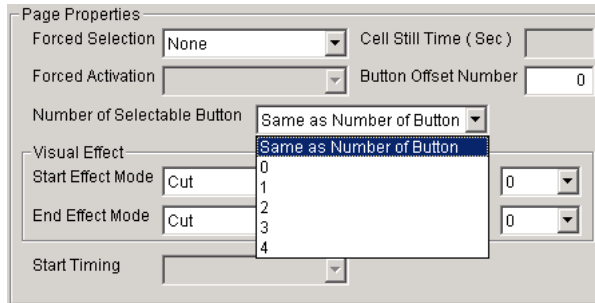 Page Properties
Forced Selection None Cell Still Time ( Sec )
Forced Activation Button Offset Number 0
Number of Selectable Button Same as Number of Button
Same as Number of Button
Visual Effect
0
Start Effect Mode Cut 0
1
2
End Effect Mode Cut 0
3
4
Start Timing